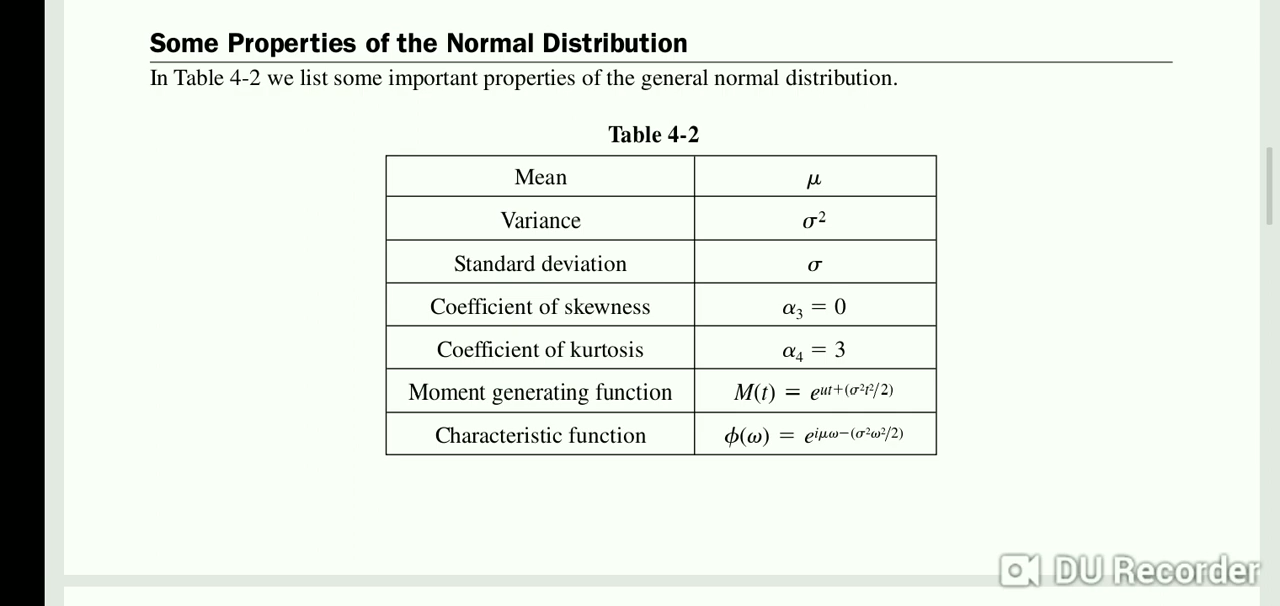 Some Properties of the Normal Distribution
In Table 4-2 we list some important properties of the general normal distribution.
Table 4-2
Mean μ
Variance σ²
Standard deviation σ
Coefficient of skewness α₃ = 0
Coefficient of kurtosis α₄ = 3
Moment generating function M(t) = e^{ut+(σ²t²/2)}
Characteristic function ϕ(ω) = e^{iμω−(σ²ω²/2)}
DU Recorder